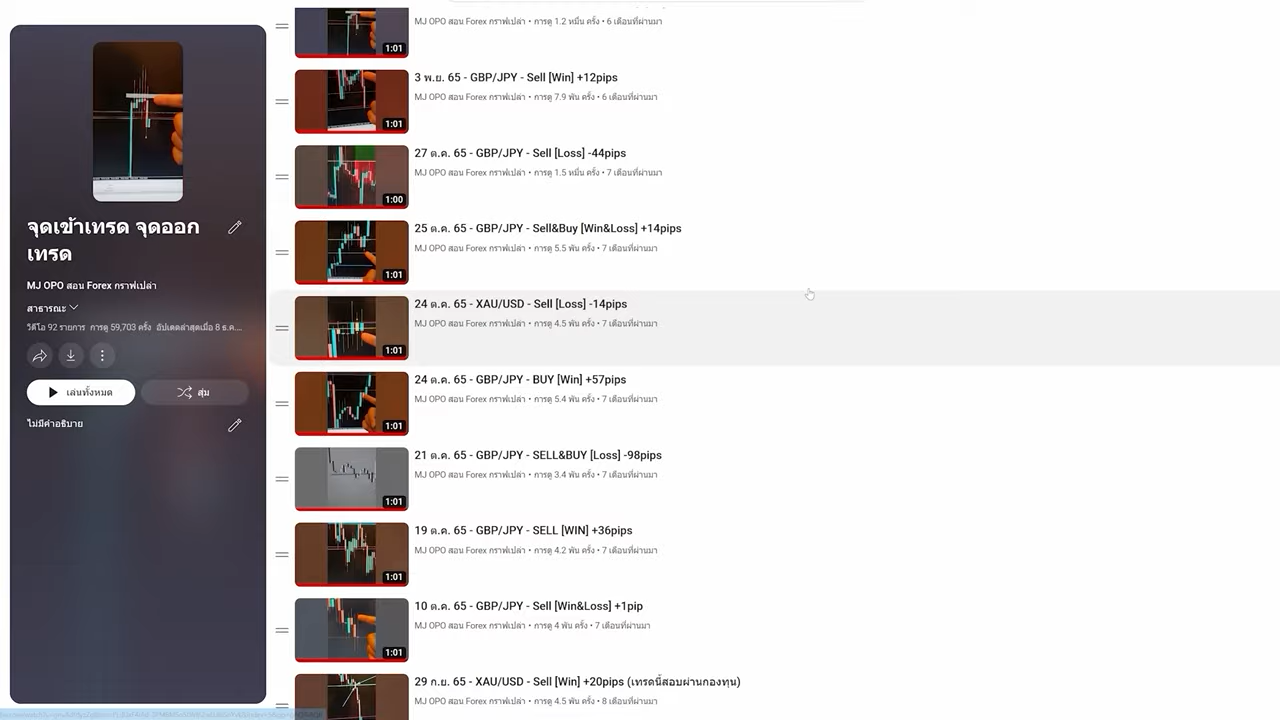 MJ OPO สอน Forex กราฟเปล่า • การดู 1.2 หมื่น ครั้ง • 6 เดือนที่ผ่านมา
1:01
3 พ.ย. 65 - GBP/JPY - Sell [Win] +12pips
MJ OPO สอน Forex กราฟเปล่า • การดู 7.9 พัน ครั้ง • 6 เดือนที่ผ่านมา
1:01
27 ต.ค. 65 - GBP/JPY - Sell [Loss] -44pips
MJ OPO สอน Forex กราฟเปล่า • การดู 1.5 หมื่น ครั้ง • 7 เดือนที่ผ่านมา
1:00
25 ต.ค. 65 - GBP/JPY - Sell&Buy [Win&Loss] +14pips
MJ OPO สอน Forex กราฟเปล่า • การดู 5.5 พัน ครั้ง • 7 เดือนที่ผ่านมา
1:01
24 ต.ค. 65 - XAU/USD - Sell [Loss] -14pips
MJ OPO สอน Forex กราฟเปล่า • การดู 4.5 พัน ครั้ง • 7 เดือนที่ผ่านมา
1:01
24 ต.ค. 65 - GBP/JPY - BUY [Win] +57pips
MJ OPO สอน Forex กราฟเปล่า • การดู 5.4 พัน ครั้ง • 7 เดือนที่ผ่านมา
1:01
21 ต.ค. 65 - GBP/JPY - SELL&BUY [Loss] -98pips
MJ OPO สอน Forex กราฟเปล่า • การดู 3.4 พัน ครั้ง • 7 เดือนที่ผ่านมา
1:01
19 ต.ค. 65 - GBP/JPY - SELL [WIN] +36pips
MJ OPO สอน Forex กราฟเปล่า • การดู 4.2 พัน ครั้ง • 7 เดือนที่ผ่านมา
1:01
10 ต.ค. 65 - GBP/JPY - Sell [Win&Loss] +1pip
MJ OPO สอน Forex กราฟเปล่า • การดู 4 พัน ครั้ง • 7 เดือนที่ผ่านมา
1:01
29 ก.ย. 65 - XAU/USD - Sell [Win] +20pips (เทรดนี้สอบผ่านกองทุน)
MJ OPO สอน Forex กราฟเปล่า • การดู 4.5 พัน ครั้ง • 8 เดือนที่ผ่านมา
จุดเข้าเทรด จุดออก
เทรด
MJ OPO สอน Forex กราฟเปล่า
สาธารณะ
วิดีโอ 92 รายการ การดู 59,703 ครั้ง อัปเดตล่าสุดเมื่อ 8 ธ.ค...
เล่นทั้งหมด
สุ่ม
ไม่มีคำอธิบาย